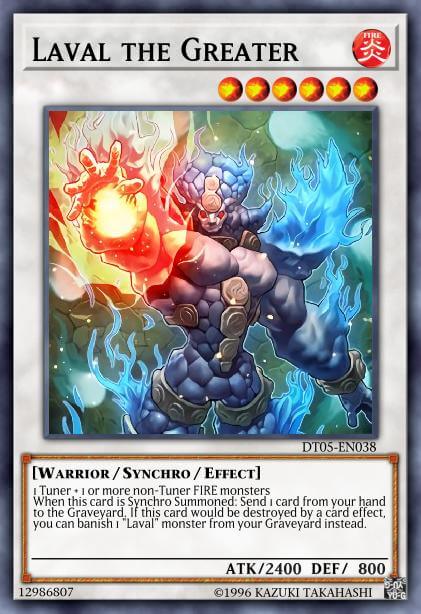 LAVAL THE GREATER
FIRE
炎
DT05-EN038
[WARRIOR / SYNCHRO / EFFECT]
1 Tuner + 1 or more non-Tuner FIRE monsters
When this card is Synchro Summoned: Send 1 card from your hand
to the Graveyard. If this card would be destroyed by a card effect,
you can banish 1 "Laval" monster from your Graveyard instead.
ATK/2400 DEF/ 800
12986807
©1996 KAZUKI TAKAHASHI